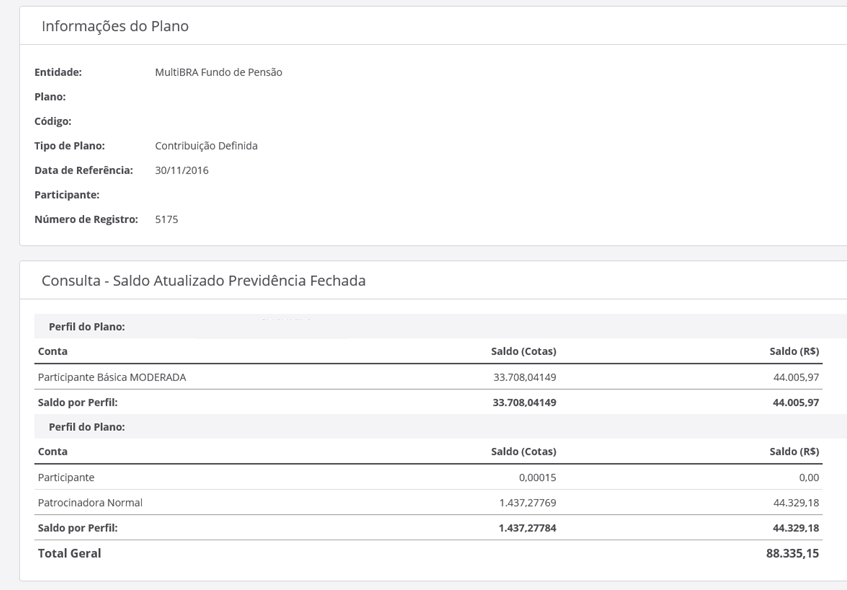 Informações do Plano
Entidade: MultiBRA Fundo de Pensão
Plano:
Código:
Tipo de Plano: Contribuição Definida
Data de Referência: 30/11/2016
Participante:
Número de Registro: 5175
Consulta - Saldo Atualizado Previdência Fechada
Perfil do Plano:
Conta Saldo (Cotas) Saldo (R$)
Participante Básica MODERADA 33.708,04149 44.005,97
Saldo por Perfil: 33.708,04149 44.005,97
Perfil do Plano:
Conta Saldo (Cotas) Saldo (R$)
Participante 0,00015 0,00
Patrocinadora Normal 1.437,27769 44.329,18
Saldo por Perfil: 1.437,27784 44.329,18
Total Geral 88.335,15